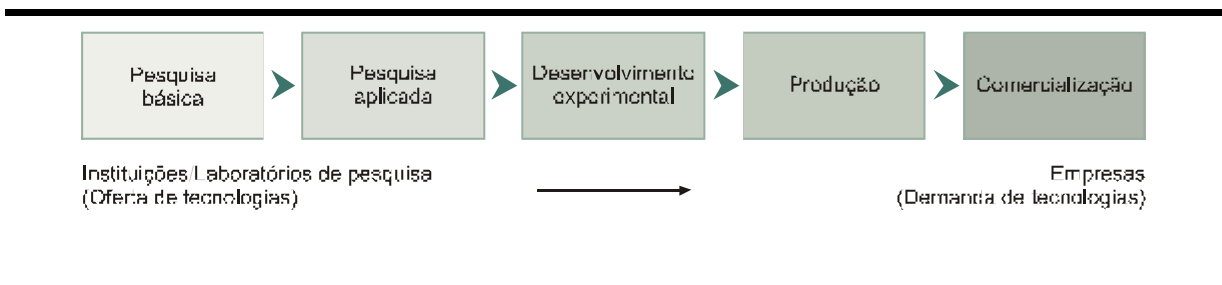 Pesquisa
básica
Pesquisa
aplicada
Desenvolvimento
experimental
Produção
Comercialização
Instituições/Laboratórios de pesquisa
(Oferta de tecnologias)
Empresas
(Demanda de tecnologias)